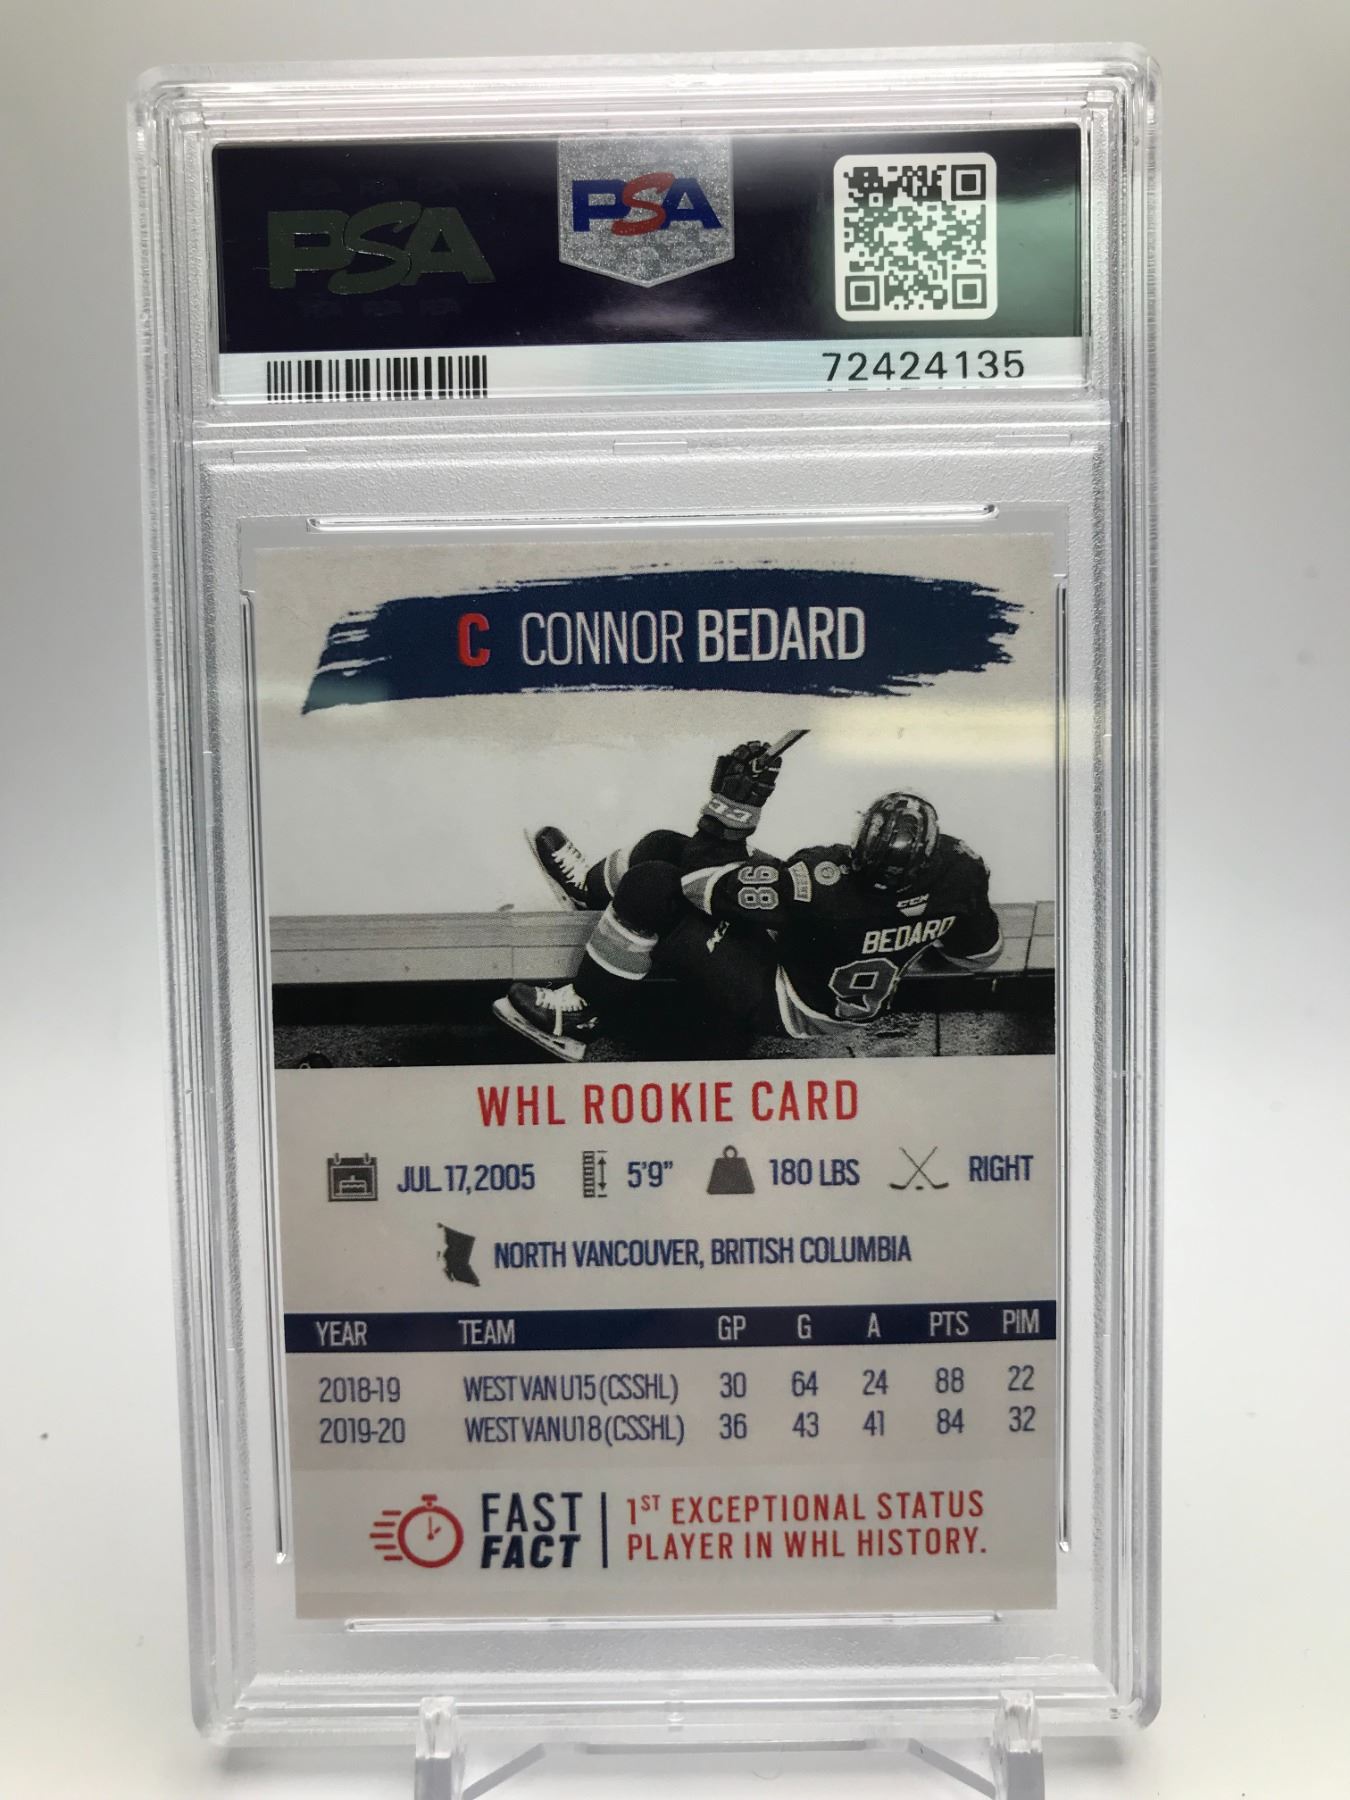 PSA
PSA
72424135
C CONNOR BEDARD
98
CCM
BEDARD
WHL ROOKIE CARD
JUL.17,2005 5'9" 180 LBS RIGHT
NORTH VANCOUVER, BRITISH COLUMBIA
YEAR TEAM GP G A PTS PIM
2018-19 WEST VAN U15 (CSSHL) 30 64 24 88 22
2019-20 WEST VAN U18 (CSSHL) 36 43 41 84 32
FAST FACT
1ST EXCEPTIONAL STATUS
PLAYER IN WHL HISTORY.